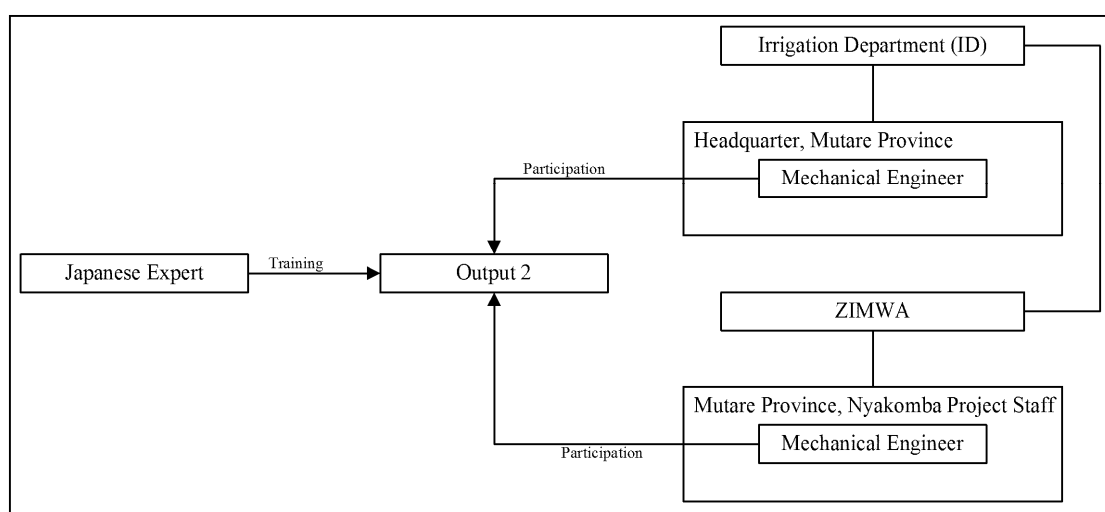 Irrigation Department (ID)
Headquarter, Mutare Province
Participation
Mechanical Engineer
Japanese Expert
Training
Output 2
ZIMWA
Mutare Province, Nyakomba Project Staff
Mechanical Engineer
Participation